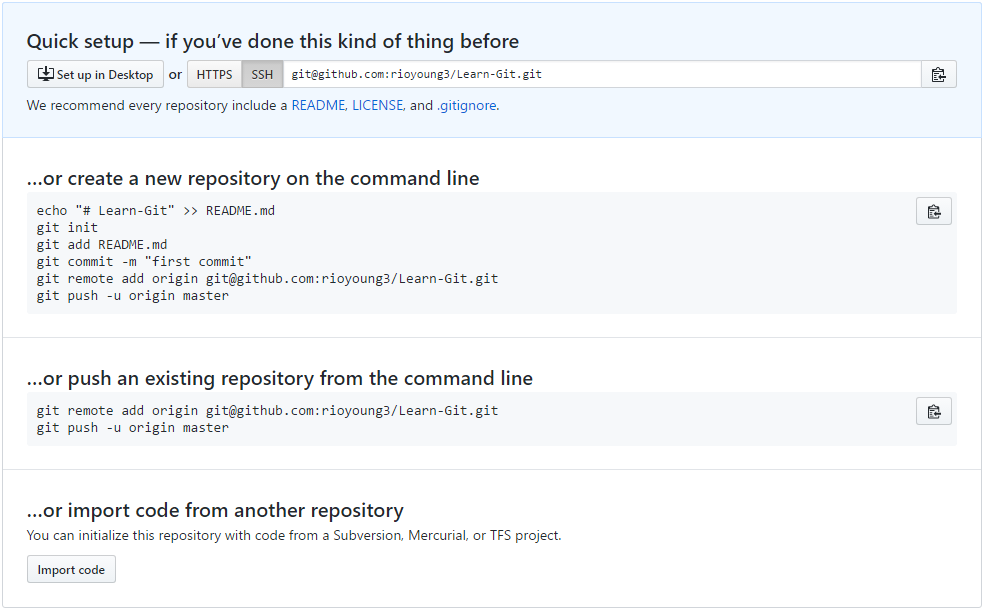 Quick setup — if you’ve done this kind of thing before
Set up in Desktop or HTTPS SSH git@github.com:rioyoung3/Learn-Git.git
We recommend every repository include a README, LICENSE, and .gitignore.
…or create a new repository on the command line
echo "# Learn-Git" >> README.md
git init
git add README.md
git commit -m "first commit"
git remote add origin git@github.com:rioyoung3/Learn-Git.git
git push -u origin master
…or push an existing repository from the command line
git remote add origin git@github.com:rioyoung3/Learn-Git.git
git push -u origin master
…or import code from another repository
You can initialize this repository with code from a Subversion, Mercurial, or TFS project.
Import code